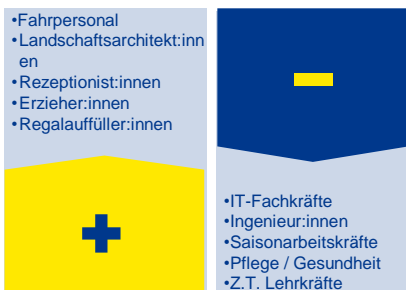 •Fahrpersonal
•Landschaftsarchitekt:inn
en
•Rezeptionist:innen
•Erzieher:innen
•Regalauffüller:innen
•IT-Fachkräfte
•Ingenieur:innen
•Saisonarbeitskräfte
•Pflege / Gesundheit
•Z.T. Lehrkräfte